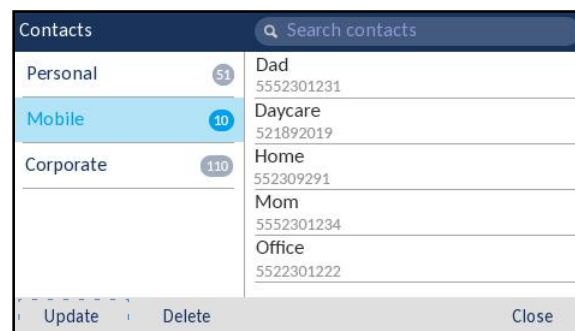 Contacts
Search contacts
Personal 51
Mobile 10
Corporate 110
Dad
5552301231
Daycare
521892019
Home
552309291
Mom
5552301234
Office
5522301222
Update Delete Close